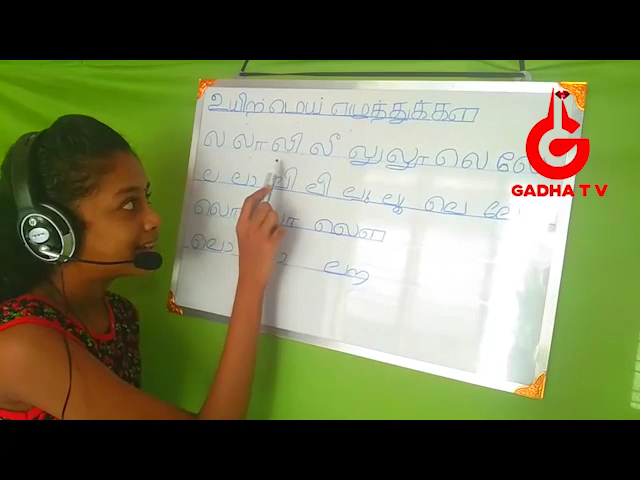 உயிர்மெய் எழுத்துக்கள்
ல லா லி லீ லு லூ லெ லே
ල ලා ලි ලී ලු ලූ ලෙ
லொ லௌ
ලො ලෞ
GADHA TV